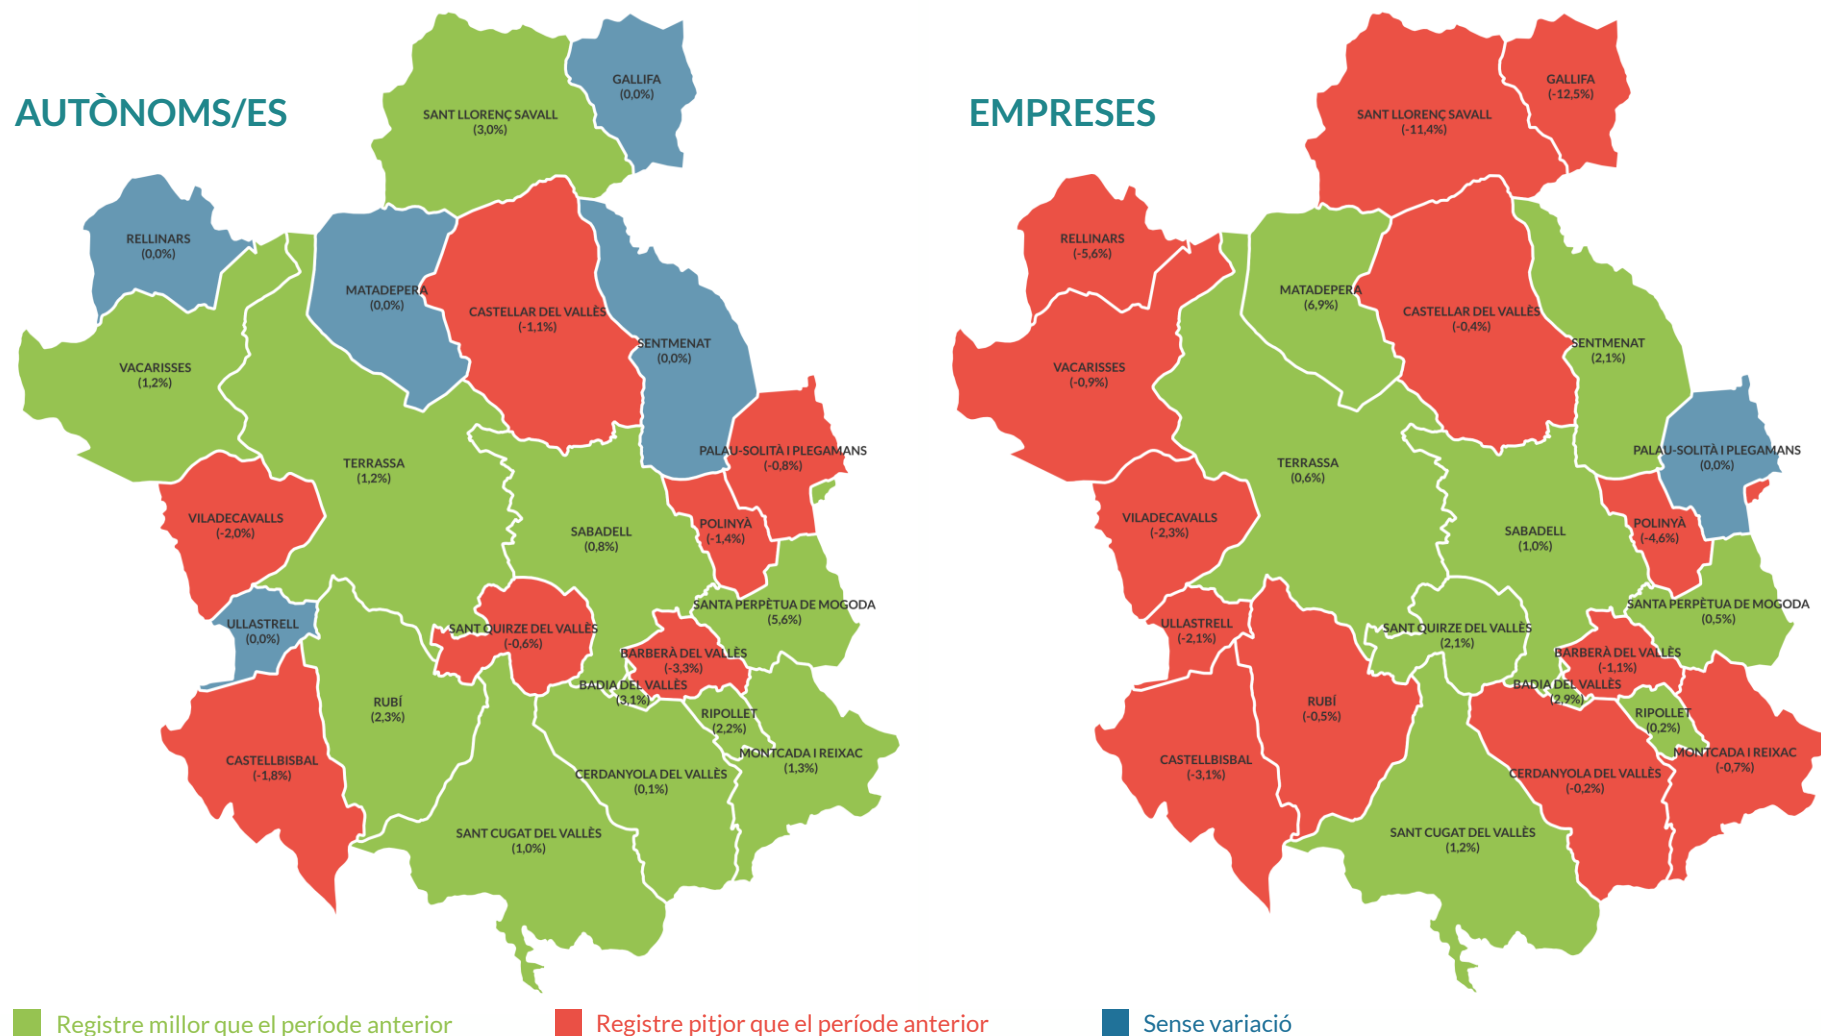 AUTÒNOMS/ES
GALLIFA
(0,0%)
SANT LLORENÇ SAVALL
(3,0%)
RELLINARS
(0,0%)
MATADEPERA
(0,0%)
CASTELLAR DEL VALLÈS
(-1,1%)
SENTMENAT
(0,0%)
VACARISSES
(1,2%)
PALAU-SOLITÀ I PLEGAMANS
(-0,8%)
TERRASSA
(1,2%)
VILADECAVALLS
(-2,0%)
SABADELL
(0,8%)
POLINYÀ
(-1,4%)
SANTA PERPÈTUA DE MOGODA
(5,6%)
ULLASTRELL
(0,0%)
SANT QUIRZE DEL VALLÈS
(-0,6%)
BARBERÀ DEL VALLÈS
(-3,3%)
BADIA DEL VALLÈS
(3,1%)
RUBÍ
(2,3%)
RIPOLLET
(2,2%)
MONTCADA I REIXAC
(1,3%)
CASTELLBISBAL
(-1,8%)
CERDANYOLA DEL VALLÈS
(0,1%)
SANT CUGAT DEL VALLÈS
(1,0%)
EMPRESES
GALLIFA
(-12,5%)
SANT LLORENÇ SAVALL
(-11,4%)
RELLINARS
(-5,6%)
MATADEPERA
(6,9%)
CASTELLAR DEL VALLÈS
(-0,4%)
SENTMENAT
(2,1%)
VACARISSES
(-0,9%)
PALAU-SOLITÀ I PLEGAMANS
(0,0%)
TERRASSA
(0,6%)
VILADECAVALLS
(-2,3%)
SABADELL
(1,0%)
POLINYÀ
(-4,6%)
SANTA PERPÈTUA DE MOGODA
(0,5%)
ULLASTRELL
(-2,1%)
SANT QUIRZE DEL VALLÈS
(2,1%)
BARBERÀ DEL VALLÈS
(-1,1%)
BADIA DEL VALLÈS
(2,9%)
RUBÍ
(-0,5%)
RIPOLLET
(0,2%)
MONTCADA I REIXAC
(-0,7%)
CASTELLBISBAL
(-3,1%)
CERDANYOLA DEL VALLÈS
(-0,2%)
SANT CUGAT DEL VALLÈS
(1,2%)
Registre millor que el període anterior
Registre pitjor que el període anterior
Sense variació